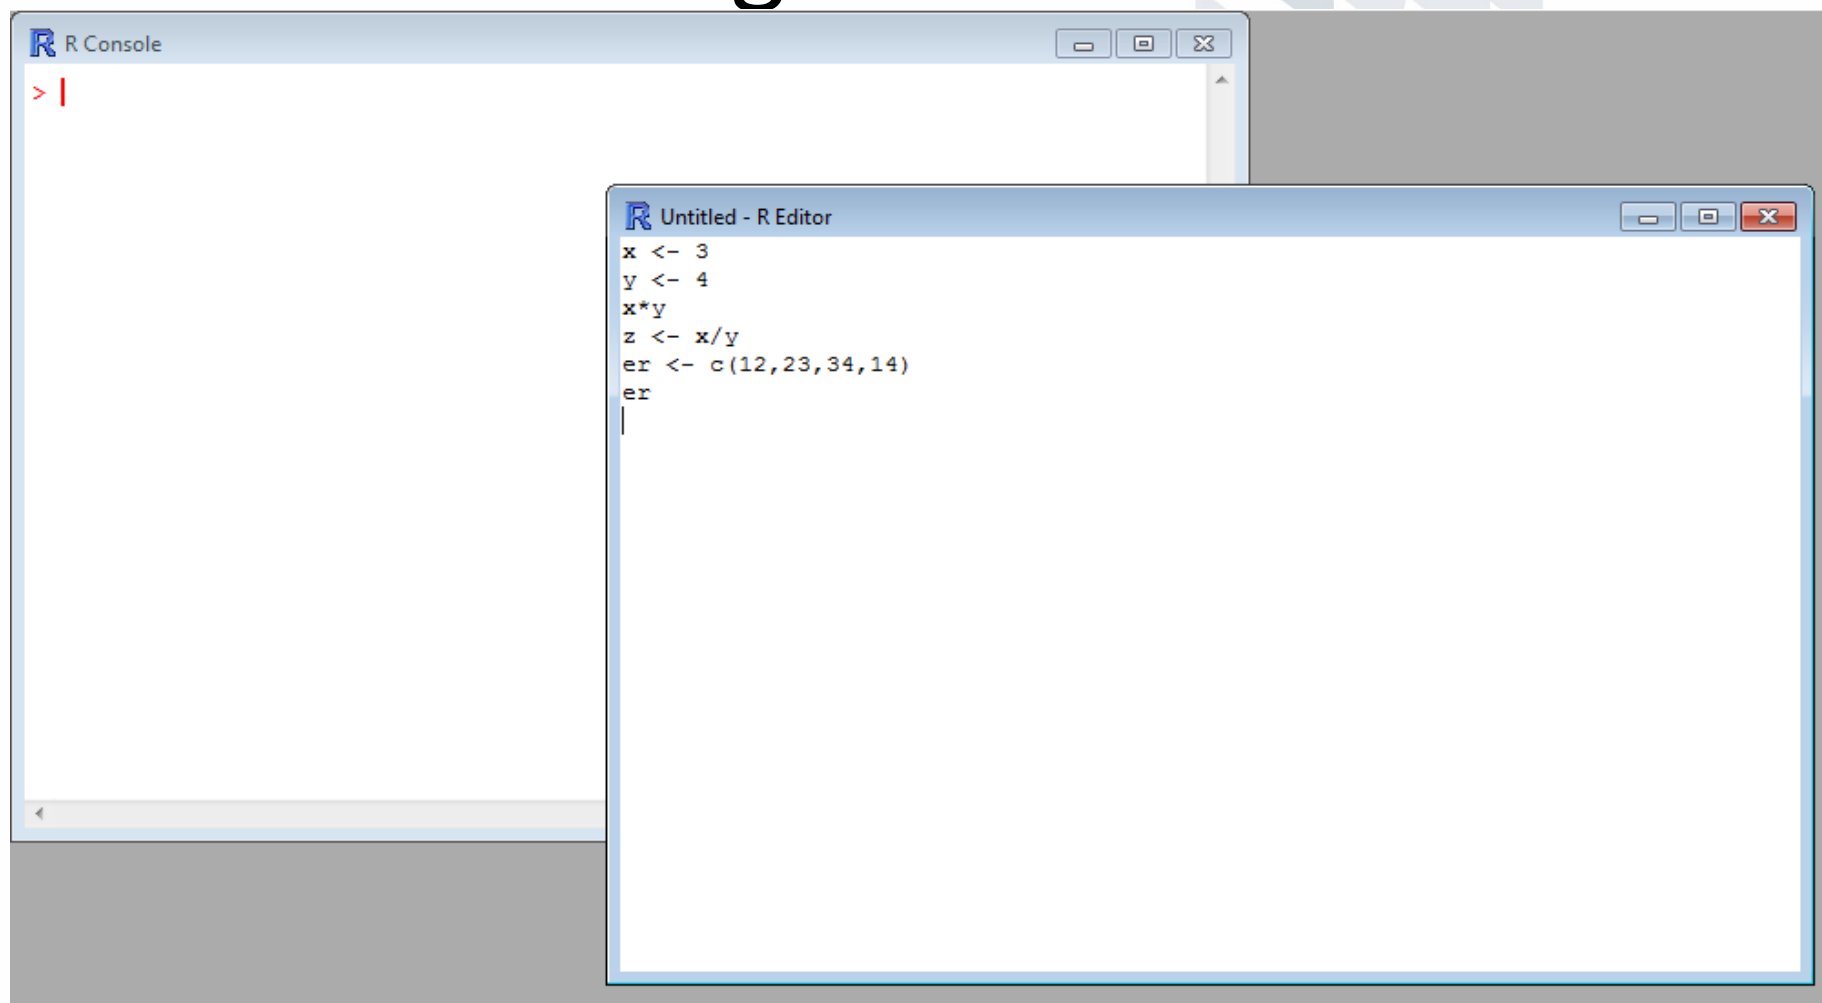 R Console
>
Untitled - R Editor
x <- 3
y <- 4
x*y
z <- x/y
er <- c(12,23,34,14)
er